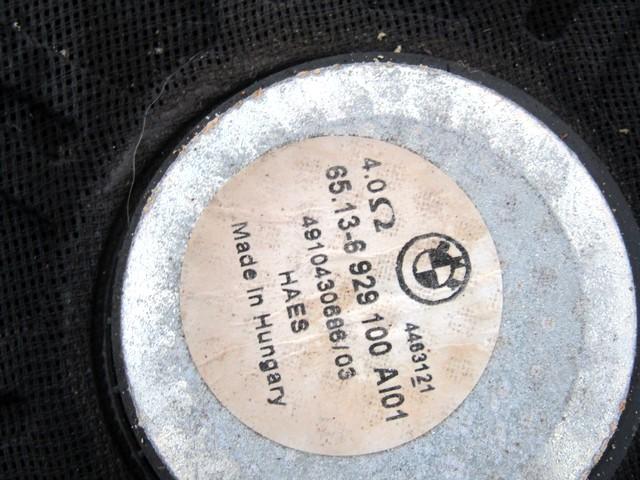 4.0Ω
65.13-6 929 100 AI01
4910430686/03
HAES
Made in Hungary
4463121